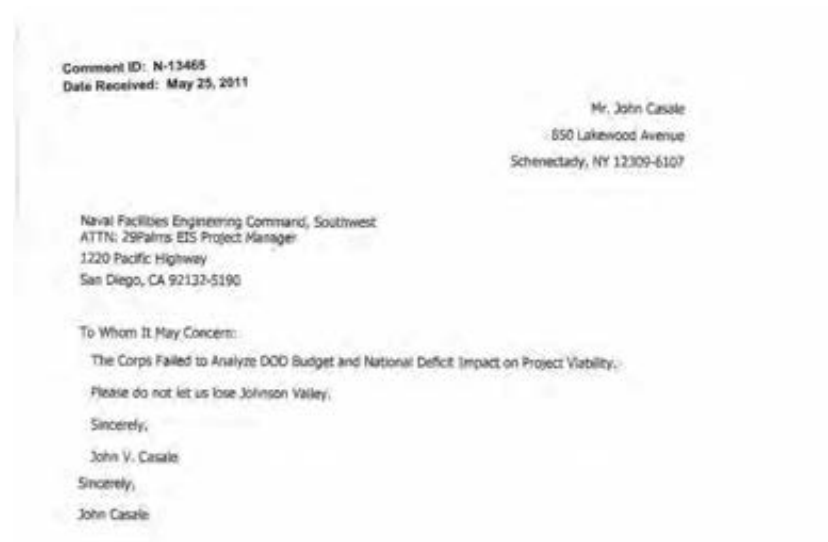 Comment ID: N-13465
Date Received: May 25, 2011
Mr. John Casale
850 Lakewood Avenue
Schenectady, NY 12309-6107
Naval Facilities Engineering Command, Southwest
ATTN: 29Palms EIS Project Manager
1220 Pacific Highway
San Diego, CA 92132-5190
To Whom It May Concern:
The Corps Failed to Analyze DOD Budget and National Deficit Impact on Project Viability.
Please do not let us lose Johnson Valley.
Sincerely,
John V. Casale
Sincerely,
John Casale